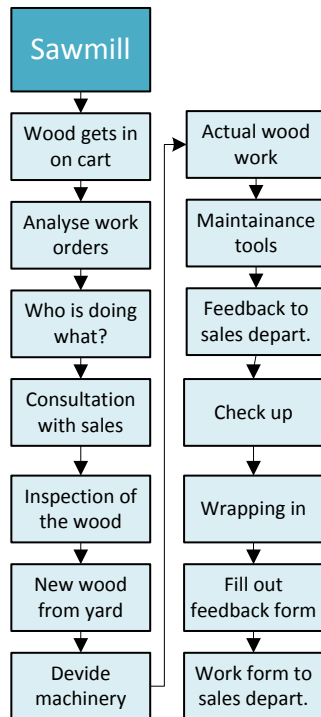 Sawmill
Wood gets in
on cart
Analyse work
orders
Who is doing
what?
Consultation
with sales
Inspection of
the wood
New wood
from yard
Devide
machinery
Actual wood
work
Maintainance
tools
Feedback to
sales depart.
Check up
Wrapping in
Fill out
feedback form
Work form to
sales depart.